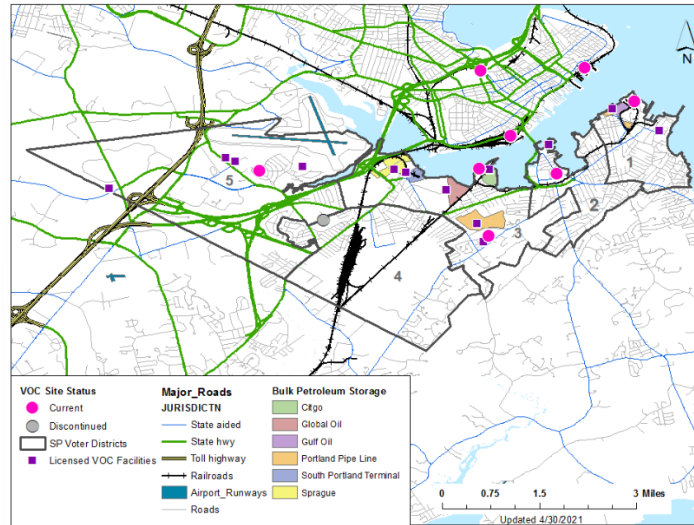 N
1
5
2
3
4
VOC Site Status
Current
Discontinued
SP Voter Districts
Licensed VOC Facilities
Major_Roads
JURISDICTN
State aided
State hwy
Toll highway
Railroads
Airport_Runways
Roads
Bulk Petroleum Storage
Citgo
Global Oil
Gulf Oil
Portland Pipe Line
South Portland Terminal
Sprague
0 0.75 1.5 3 Miles
Updated 4/30/2021